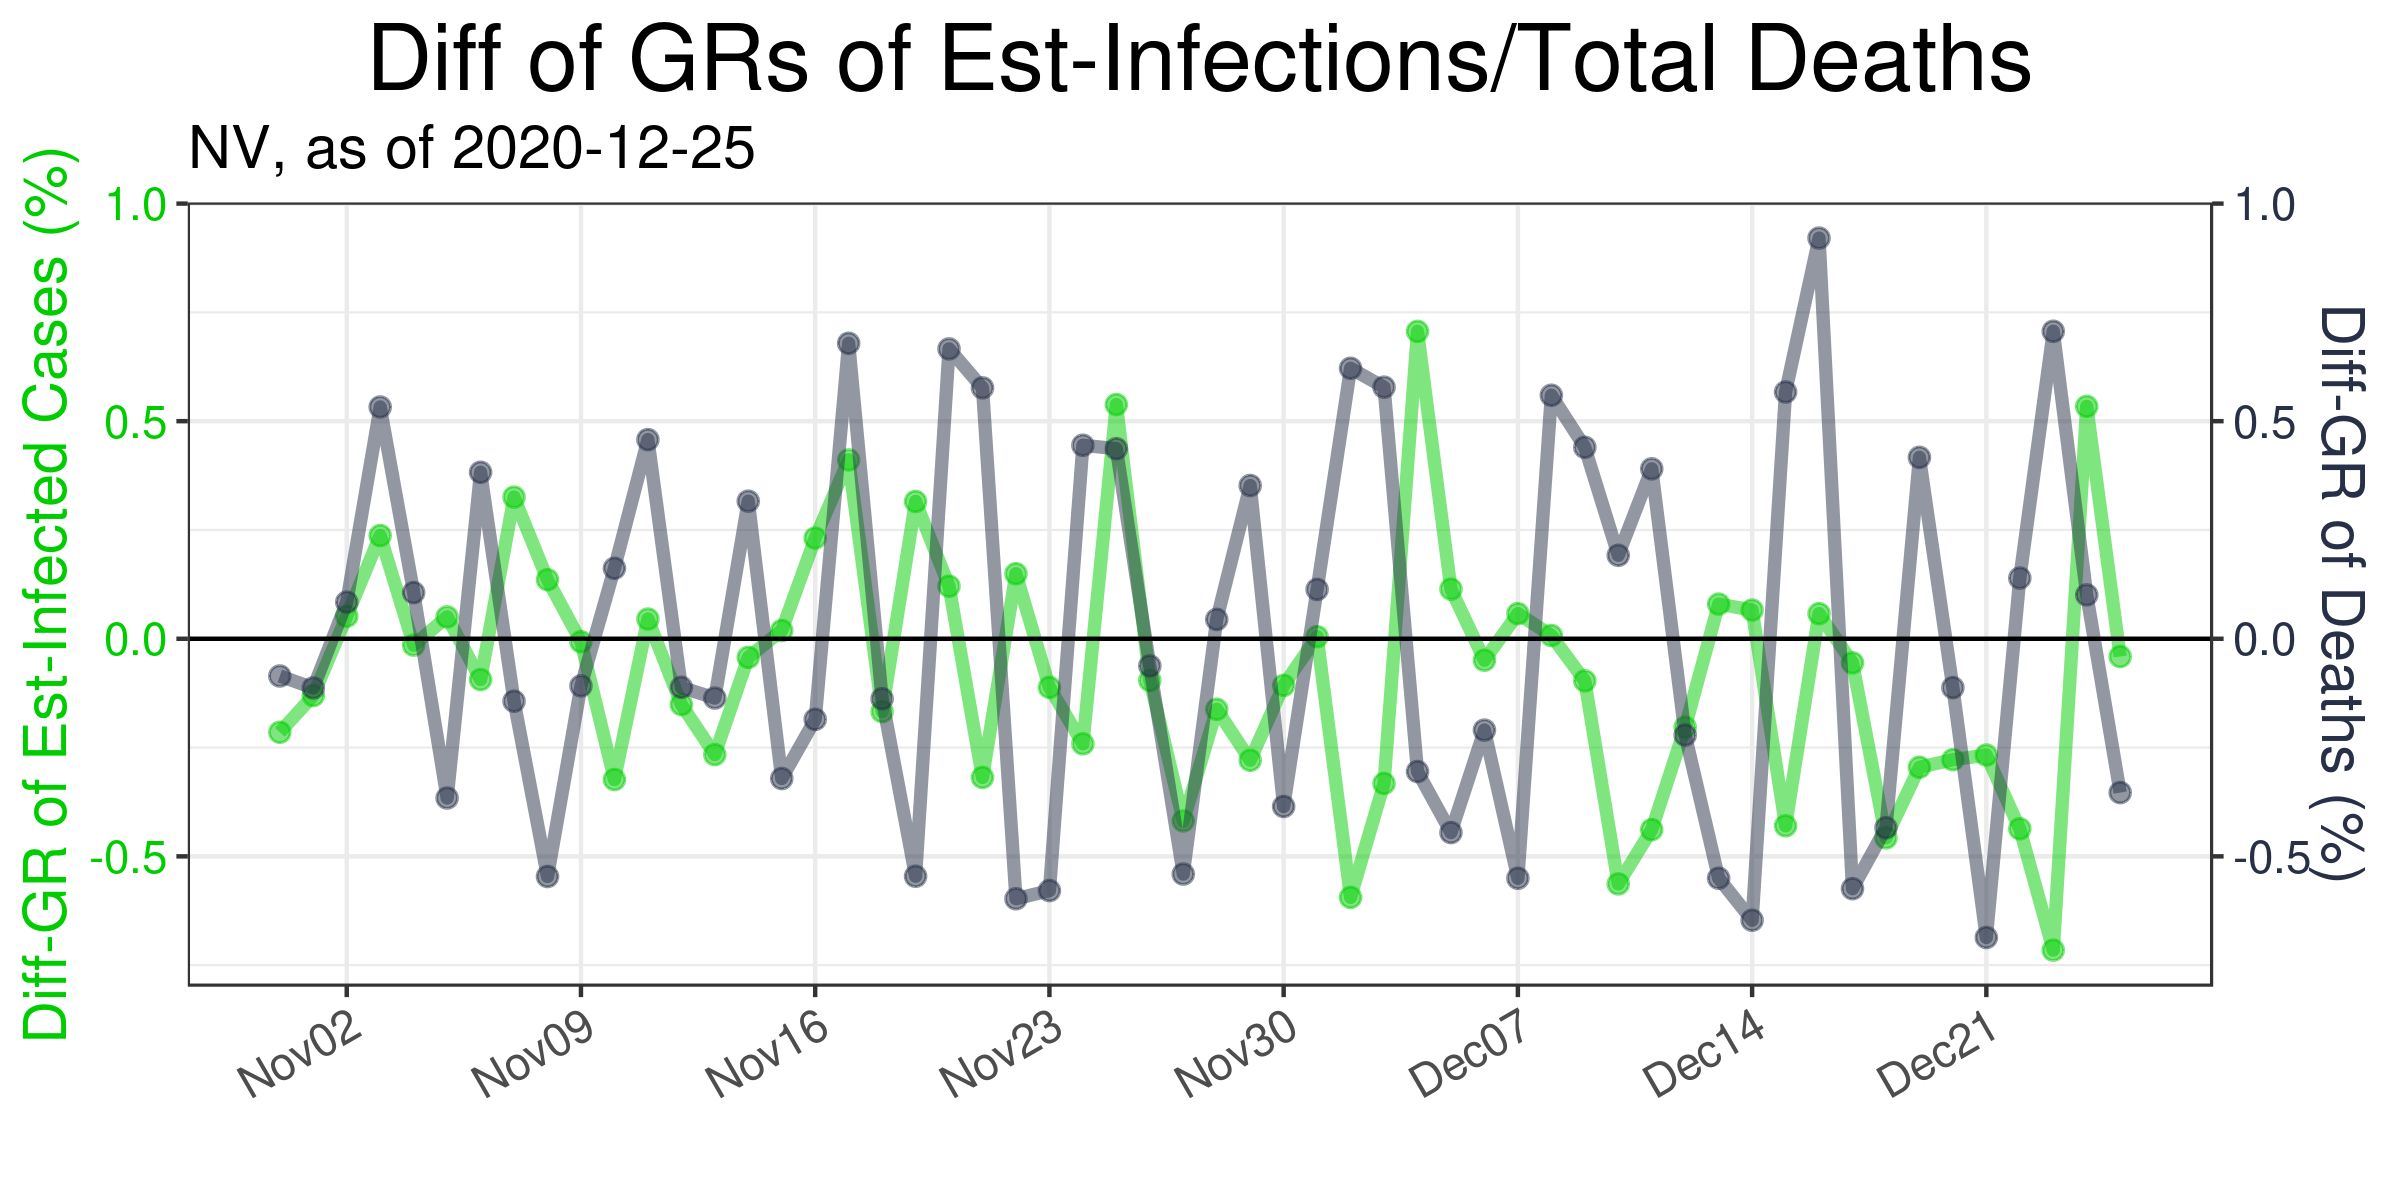 Diff of GRs of Est-Infections/Total Deaths
NV, as of 2020-12-25
Diff-GR of Est-Infected Cases (%)
1.0
0.5
0.0
-0.5
1.0
0.5
0.0
-0.5
Diff-GR of Deaths (%)
Nov02
Nov09
Nov16
Nov23
Nov30
Dec07
Dec14
Dec21